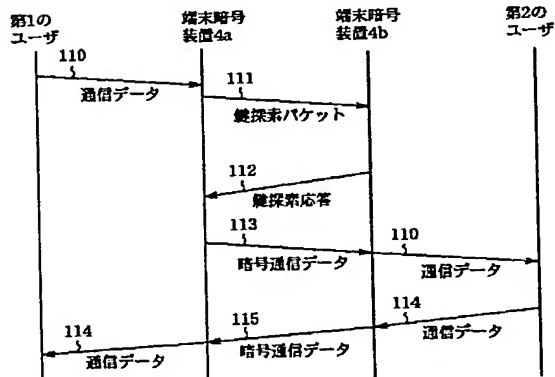 第1の
ユーザ
端末暗号
装置4a
端末暗号
装置4b
第2の
ユーザ
110
通信データ
111
鍵探索パケット
112
鍵探索応答
113
暗号通信データ
110
通信データ
114
通信データ
115
暗号通信データ
114
通信データ